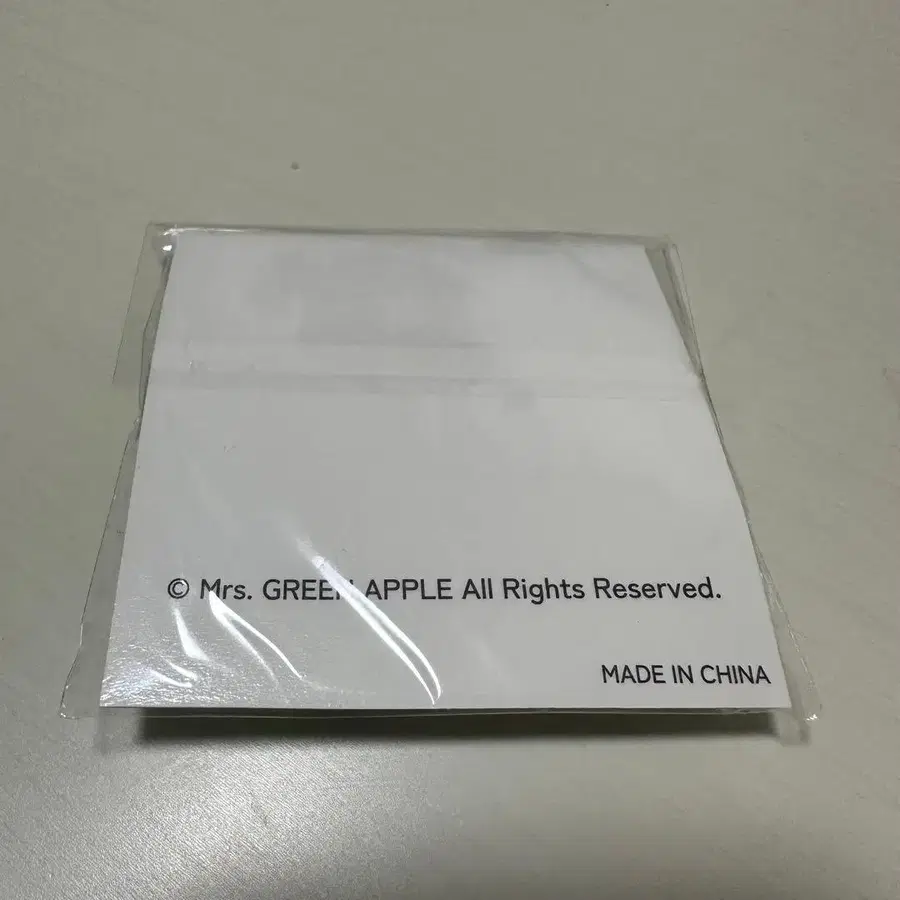 © Mrs. GREEN APPLE All Rights Reserved.
MADE IN CHINA